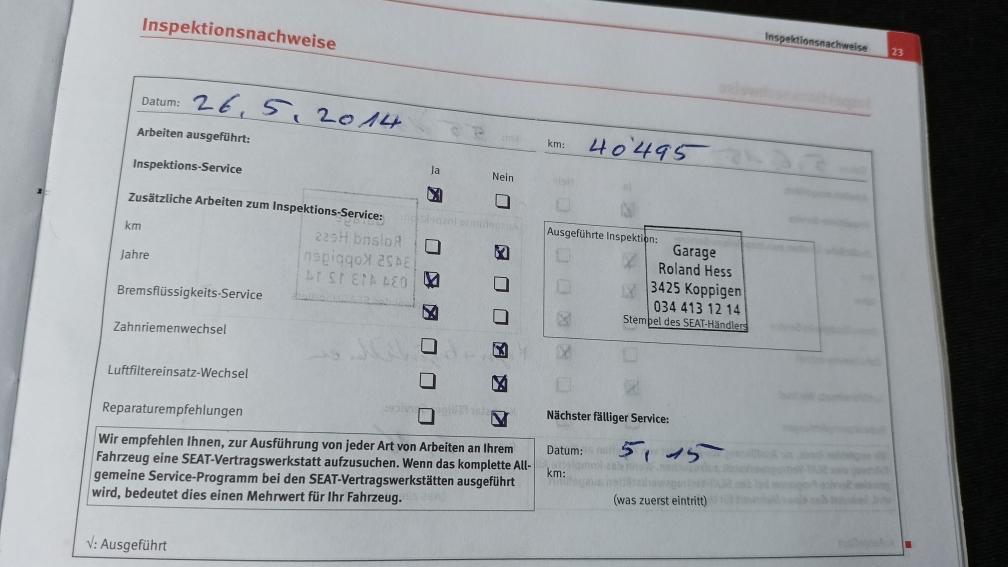 Inspektionsnachweise
Inspektionsnachweise 23
Datum: 26. 5. 2014
km: 40'495
Arbeiten ausgeführt:
Ja Nein
Inspektions-Service
Zusätzliche Arbeiten zum Inspektions-Service:
km
Jahre
Bremsflüssigkeits-Service
Zahnriemenwechsel
Luftfiltereinsatz-Wechsel
Reparaturempfehlungen
Wir empfehlen Ihnen, zur Ausführung von jeder Art von Arbeiten an Ihrem
Fahrzeug eine SEAT-Vertragswerkstatt aufzusuchen. Wenn das komplette All-
gemeine Service-Programm bei den SEAT-Vertragswerkstätten ausgeführt
wird, bedeutet dies einen Mehrwert für Ihr Fahrzeug.
√: Ausgeführt
Ausgeführte Inspektion:
Garage
Roland Hess
3425 Koppigen
034 413 12 14
Stempel des SEAT-Händlers
Nächster fälliger Service:
Datum: 5. 15
km:
(was zuerst eintritt)